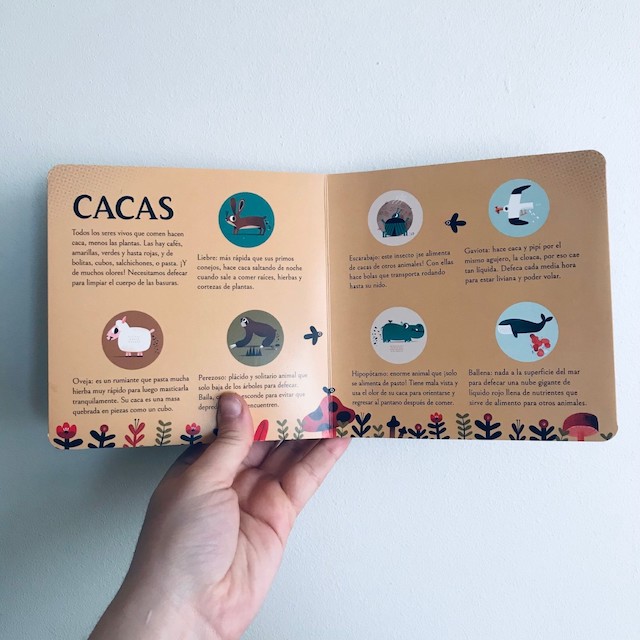 CACAS
Todos los seres vivos que comen hacen
caca, menos las plantas. Las hay cafés,
amarillas, verdes y hasta rojas, y de
bolitas, cubos, salchichones, o pasta. ¡Y
de muchos olores! Necesitamos defecar
para limpiar el cuerpo de las basuras.
Liebre: más rápida que sus primos
conejos, hace caca saltando de noche
cuando sale a comer raíces, hierbas y
cortezas de plantas.
Oveja: es un rumiante que pasta mucha
hierba muy rápido para luego masticarla
tranquilamente. Su caca es una masa
quebrada en piezas como un cubo.
Perezoso: plácido y solitario animal que
solo baja de los árboles para defecar.
Baila, y se esconde para evitar que
encuentren.
Escarabajo: este insecto ¡se alimenta
de cacas de otros animales! Con ellas
hace bolas que transporta rodando
hasta su nido.
Gaviota: hace caca y pipí por el
mismo agujero, la cloaca, por eso cae
tan líquida. Defeca cada media hora
para estar liviana y poder volar.
Hipopótamo: enorme animal que ¡solo
se alimenta de pasto! Tiene mala vista y
usa el olor de su caca para orientarse y
regresar al pantano después de comer.
Ballena: nada a la superficie del mar
para defecar una nube gigante de
líquido rojo llena de nutrientes que
sirve de alimento para otros animales.